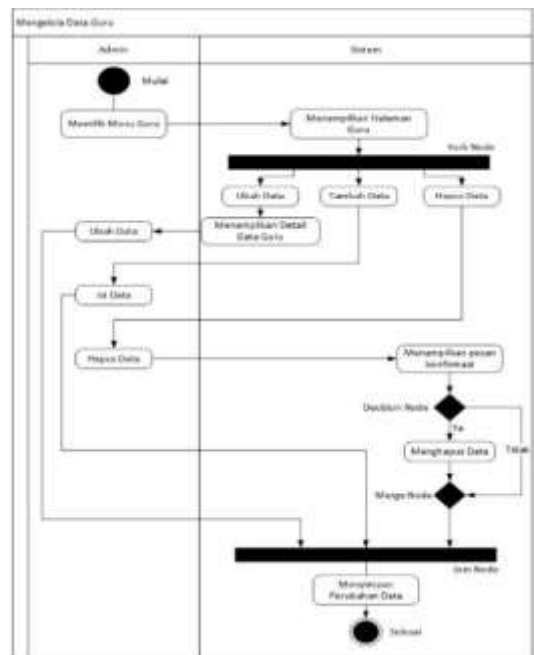 Mengelola Data Guru
Admin
Sistem
Mulai
Memilih Menu Guru
Menampilkan Halaman
Guru
Fork Node
Ubah Data
Tambah Data
Hapus Data
Ubah Data
Menampilkan Detail
Data Guru
Isi Data
Hapus Data
Menampilkan pesan
konfirmasi
Decision Node
Ya
Menghapus Data
Tidak
Merge Node
Join Node
Menyimpan
Perubahan Data
Selesai